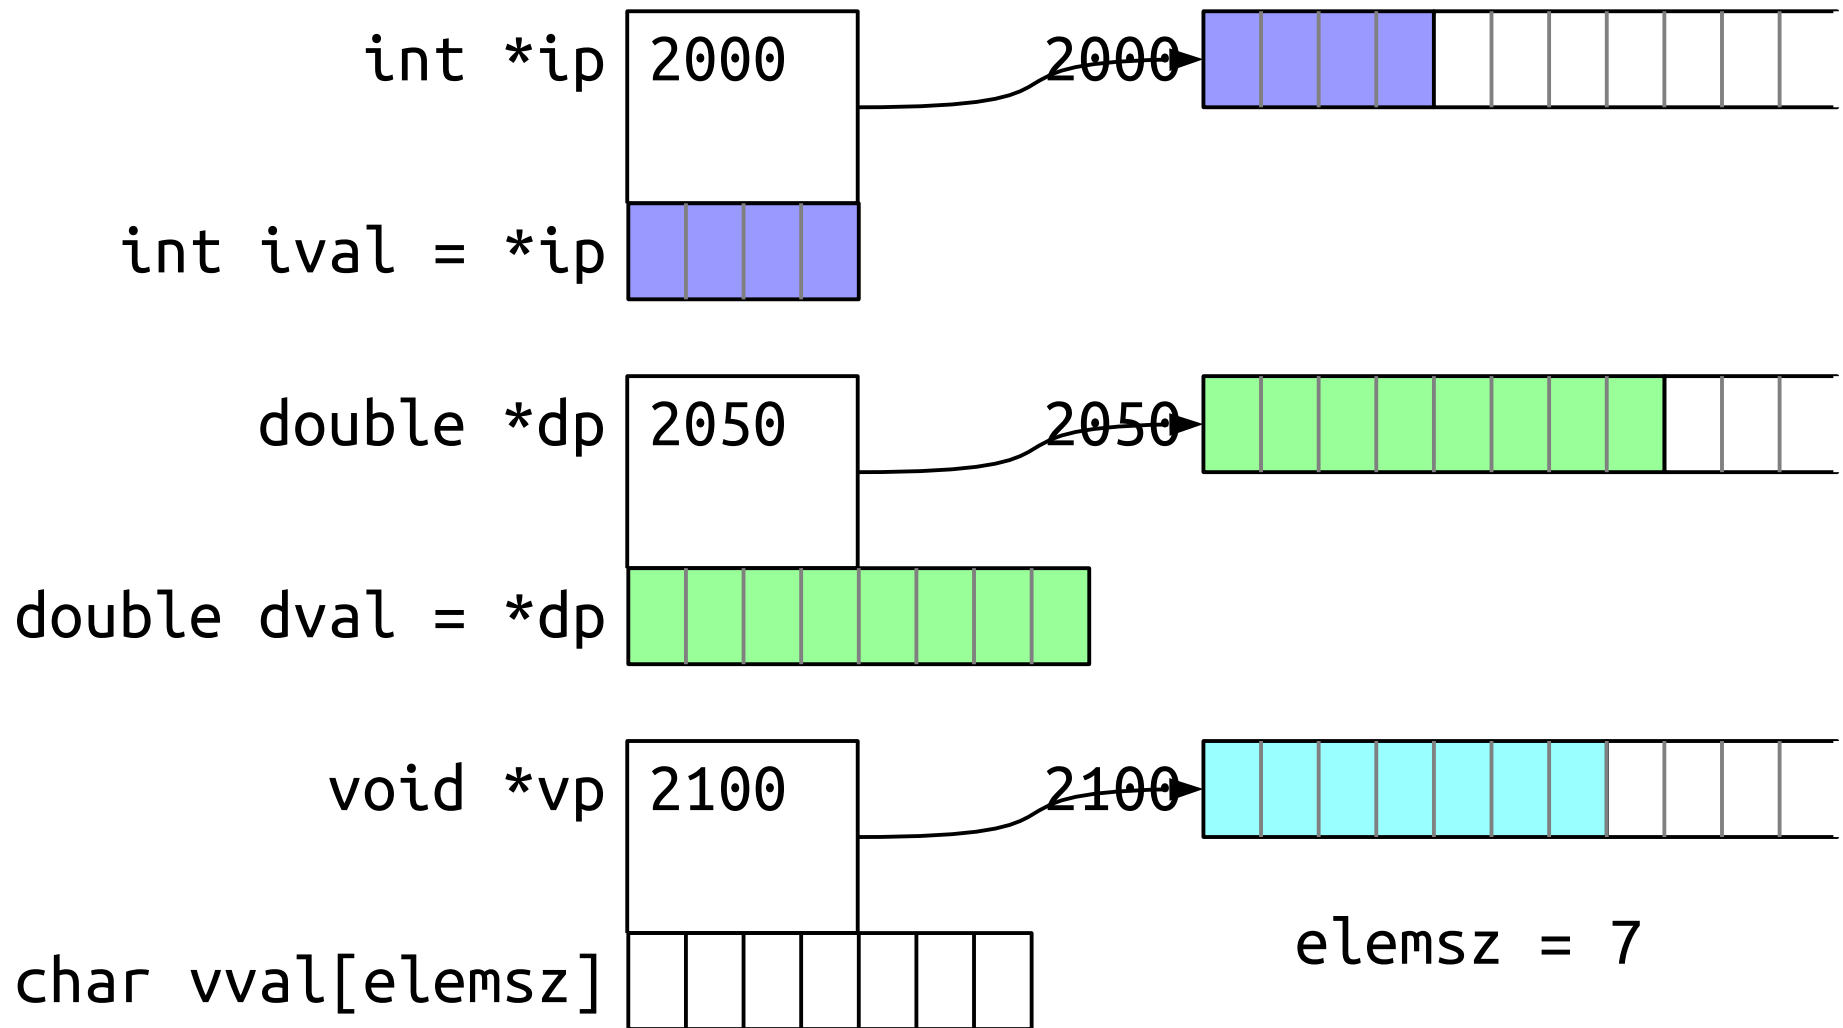 int *ip 2000 2000
int ival = *ip
double *dp 2050 2050
double dval = *dp
void *vp 2100 2100
elemsz = 7
char vval[elemsz]